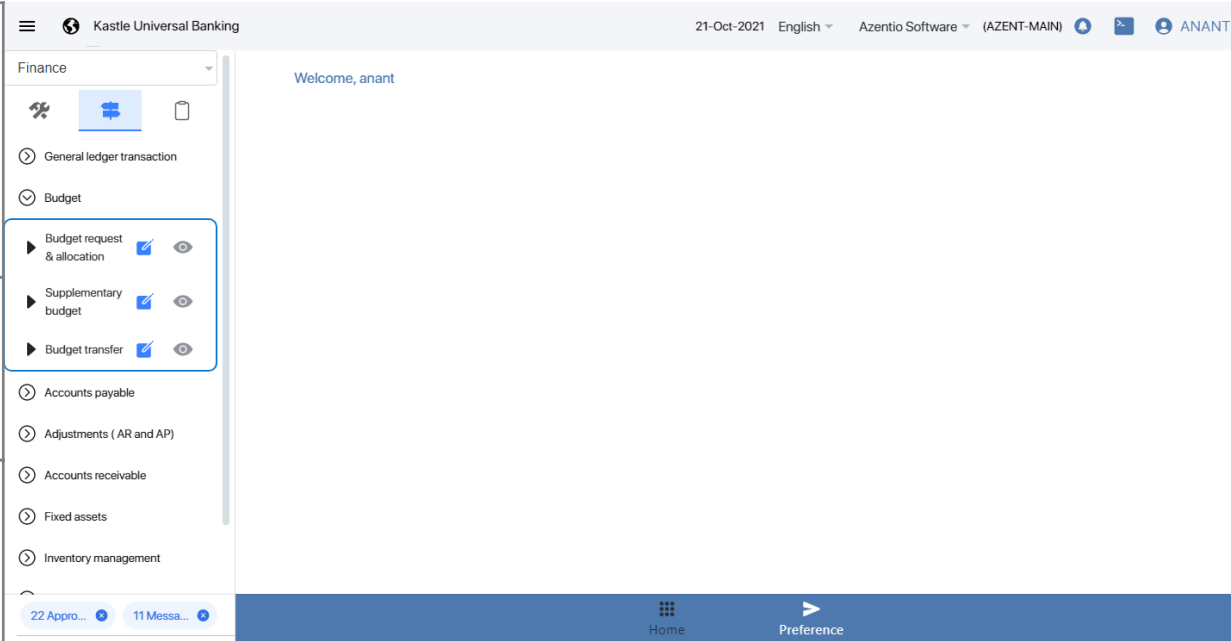 Kastle Universal Banking
21-Oct-2021 English Azentio Software (AZENT-MAIN) ANANT
Finance
Welcome, anant
General ledger transaction
Budget
Budget request
& allocation
Supplementary
budget
Budget transfer
Accounts payable
Adjustments ( AR and AP)
Accounts receivable
Fixed assets
Inventory management
22 Appro... 11 Messa...
Home
Preference